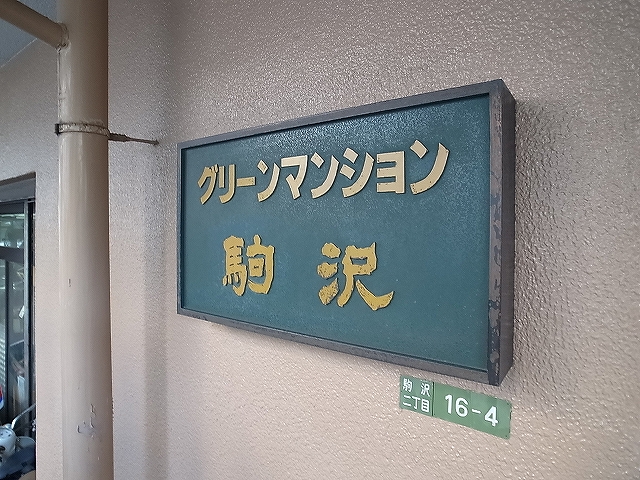 グリーンマンション
駒沢
駒沢
二丁目
16-4